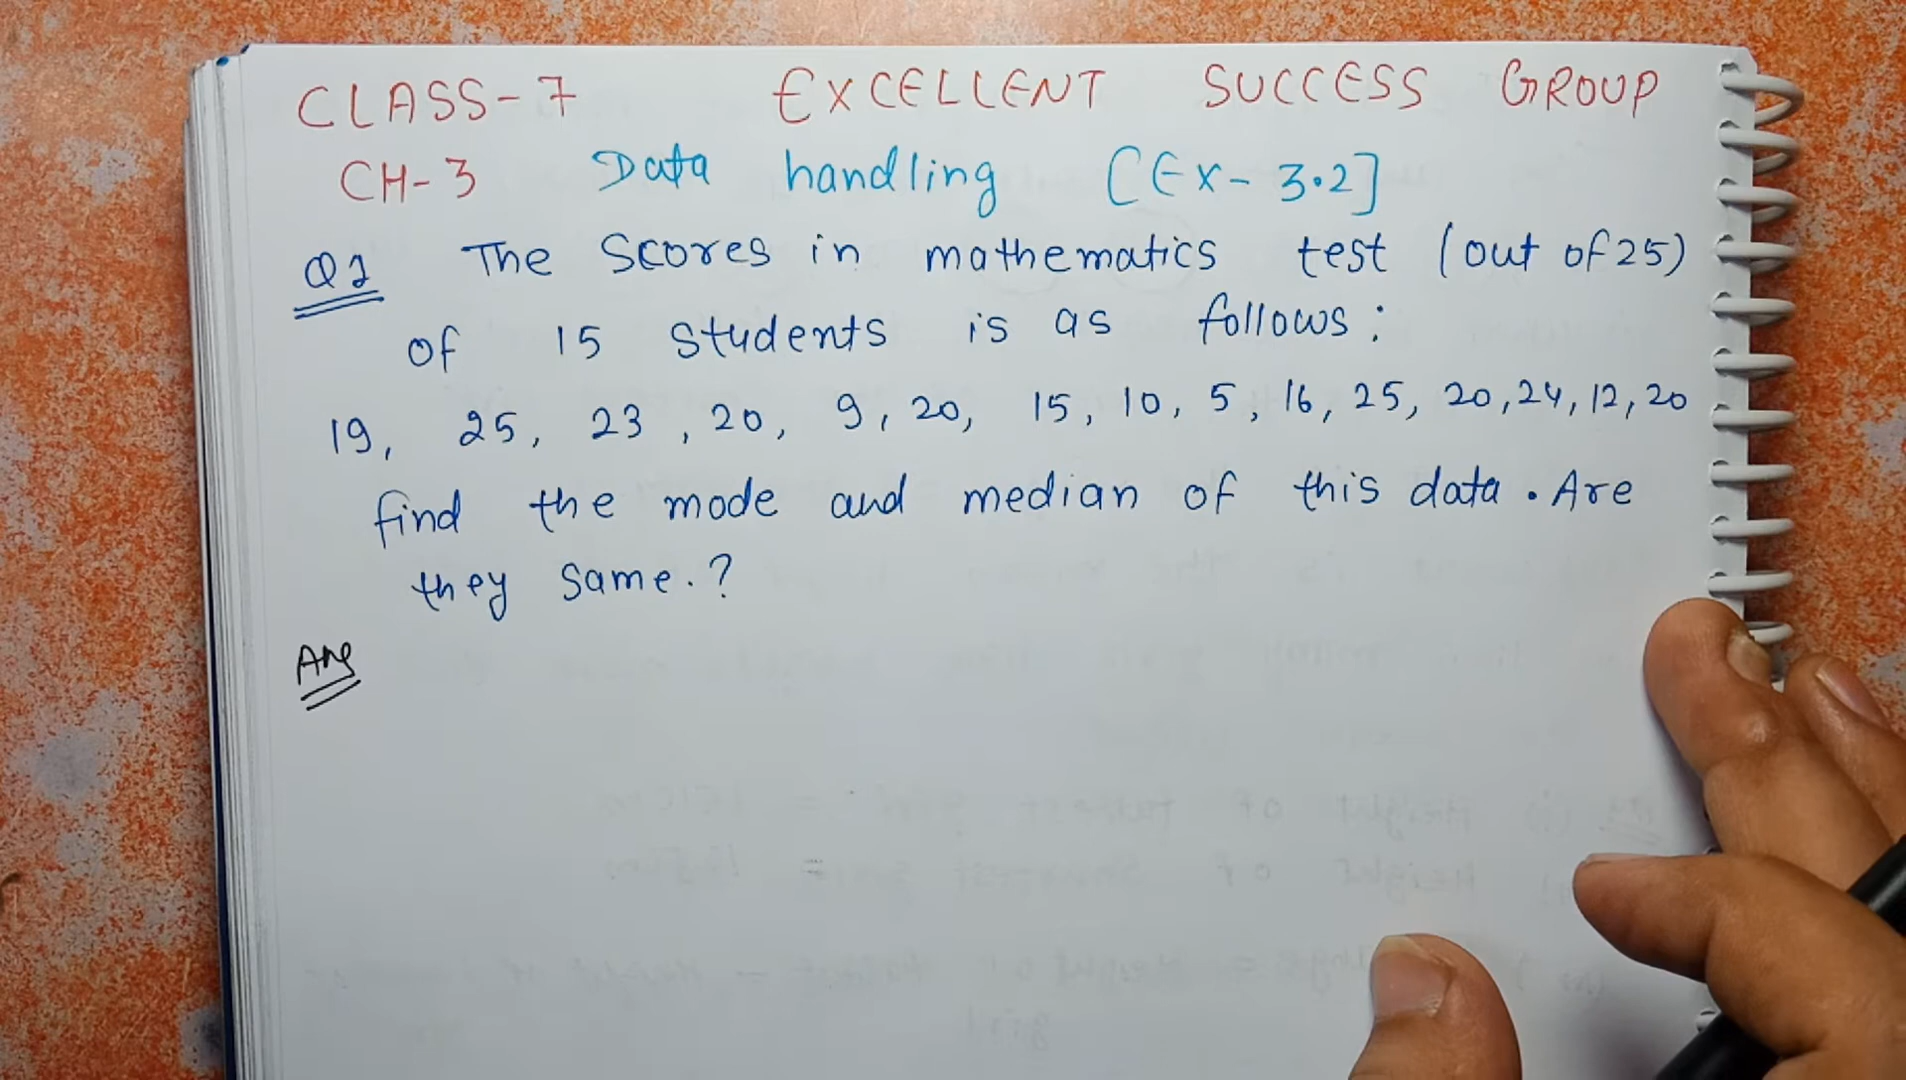 CLASS-7 EXCELLENT SUCCESS GROUP
CH-3 Data handling [EX-3.2]
Q1 The Scores in mathematics test (out of 25)
of 15 students is as follows:
19, 25, 23, 20, 9, 20, 15, 10, 5, 16, 25, 20, 24, 12, 20
find the mode and median of this data. Are
they same.?
Ans